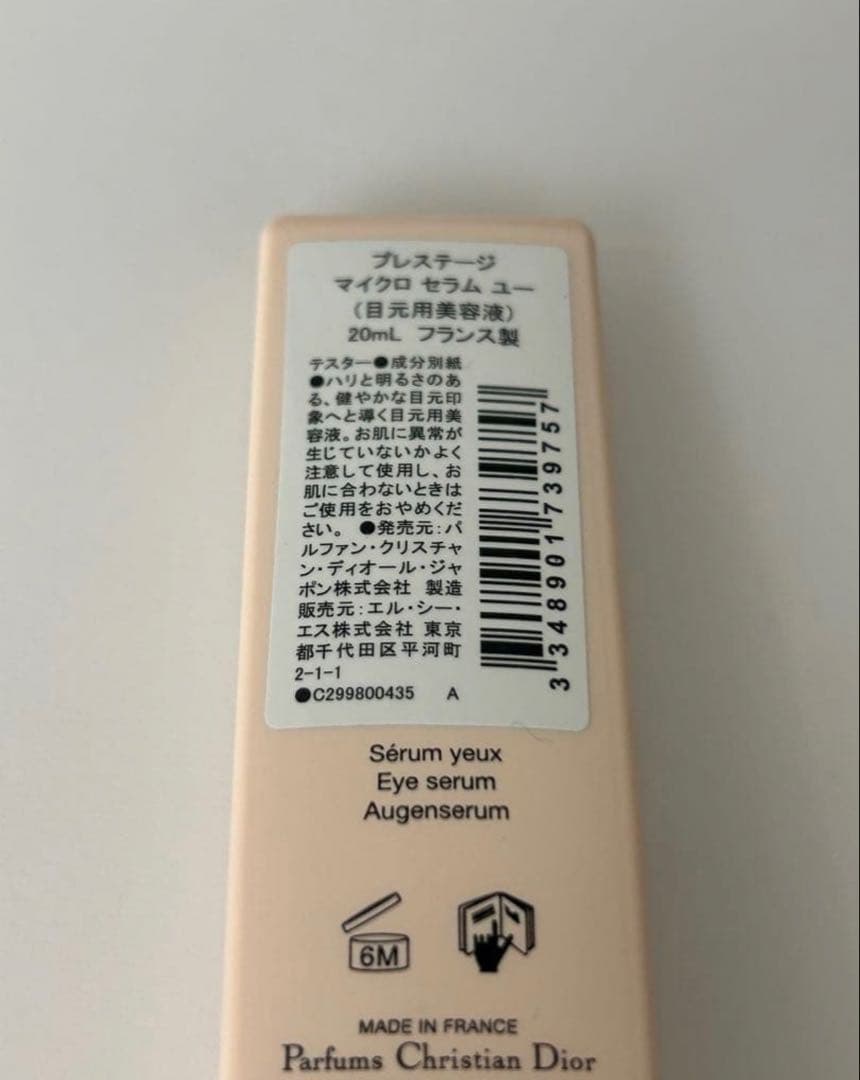 プレステージ
マイクロ セラム ユー
（目元用美容液）
20mL フランス製
テスター●成分別紙
●ハリと明るさのあ
る、健やかな目元印
象へと導く目元用美
容液。お肌に異常が
生じていないかよく
注意して使用し、お
肌に合わないときは
ご使用をおやめくだ
さい。 ●発売元：パ
ルファン・クリスチャ
ン・ディオール・ジャ
ポン株式会社 製造
販売元：エル・シー・
エス株式会社 東京
都千代田区平河町
2-1-1
●C299800435 A
3 348901 739757
Sérum yeux
Eye serum
Augenserum
6M
MADE IN FRANCE
Parfums Christian Dior